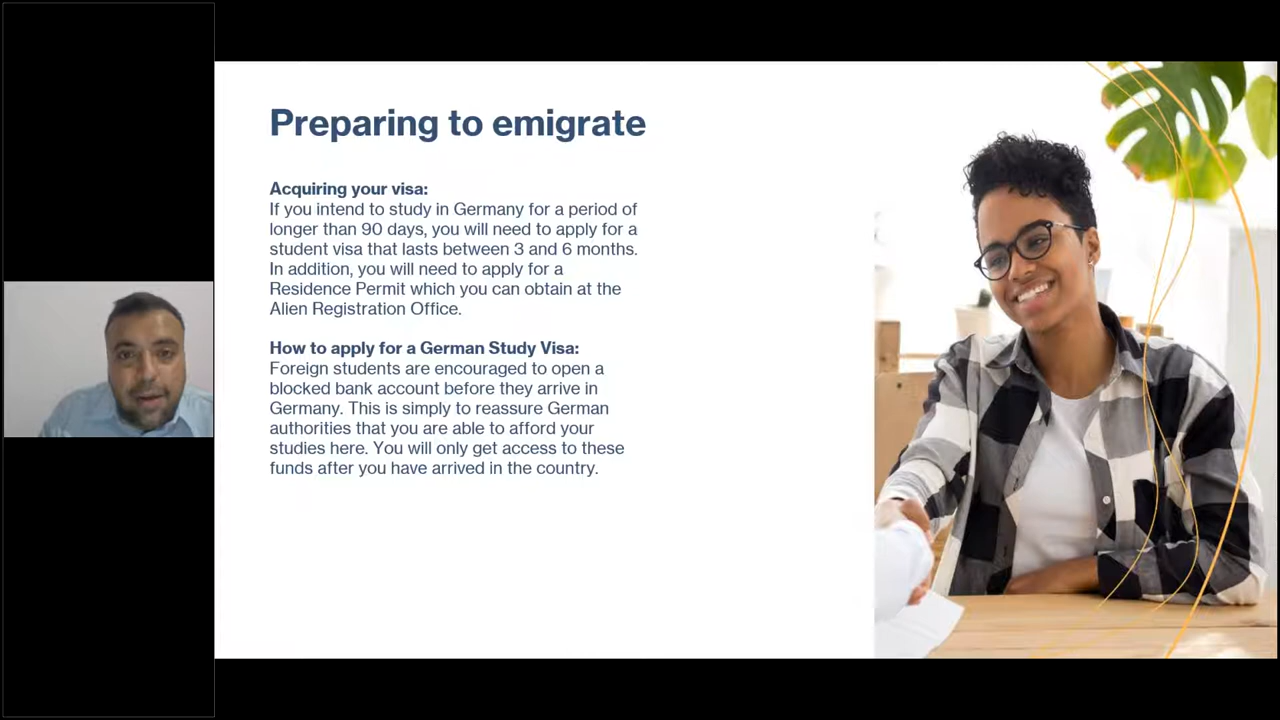 Preparing to emigrate
Acquiring your visa:
If you intend to study in Germany for a period of
longer than 90 days, you will need to apply for a
student visa that lasts between 3 and 6 months.
In addition, you will need to apply for a
Residence Permit which you can obtain at the
Alien Registration Office.
How to apply for a German Study Visa:
Foreign students are encouraged to open a
blocked bank account before they arrive in
Germany. This is simply to reassure German
authorities that you are able to afford your
studies here. You will only get access to these
funds after you have arrived in the country.